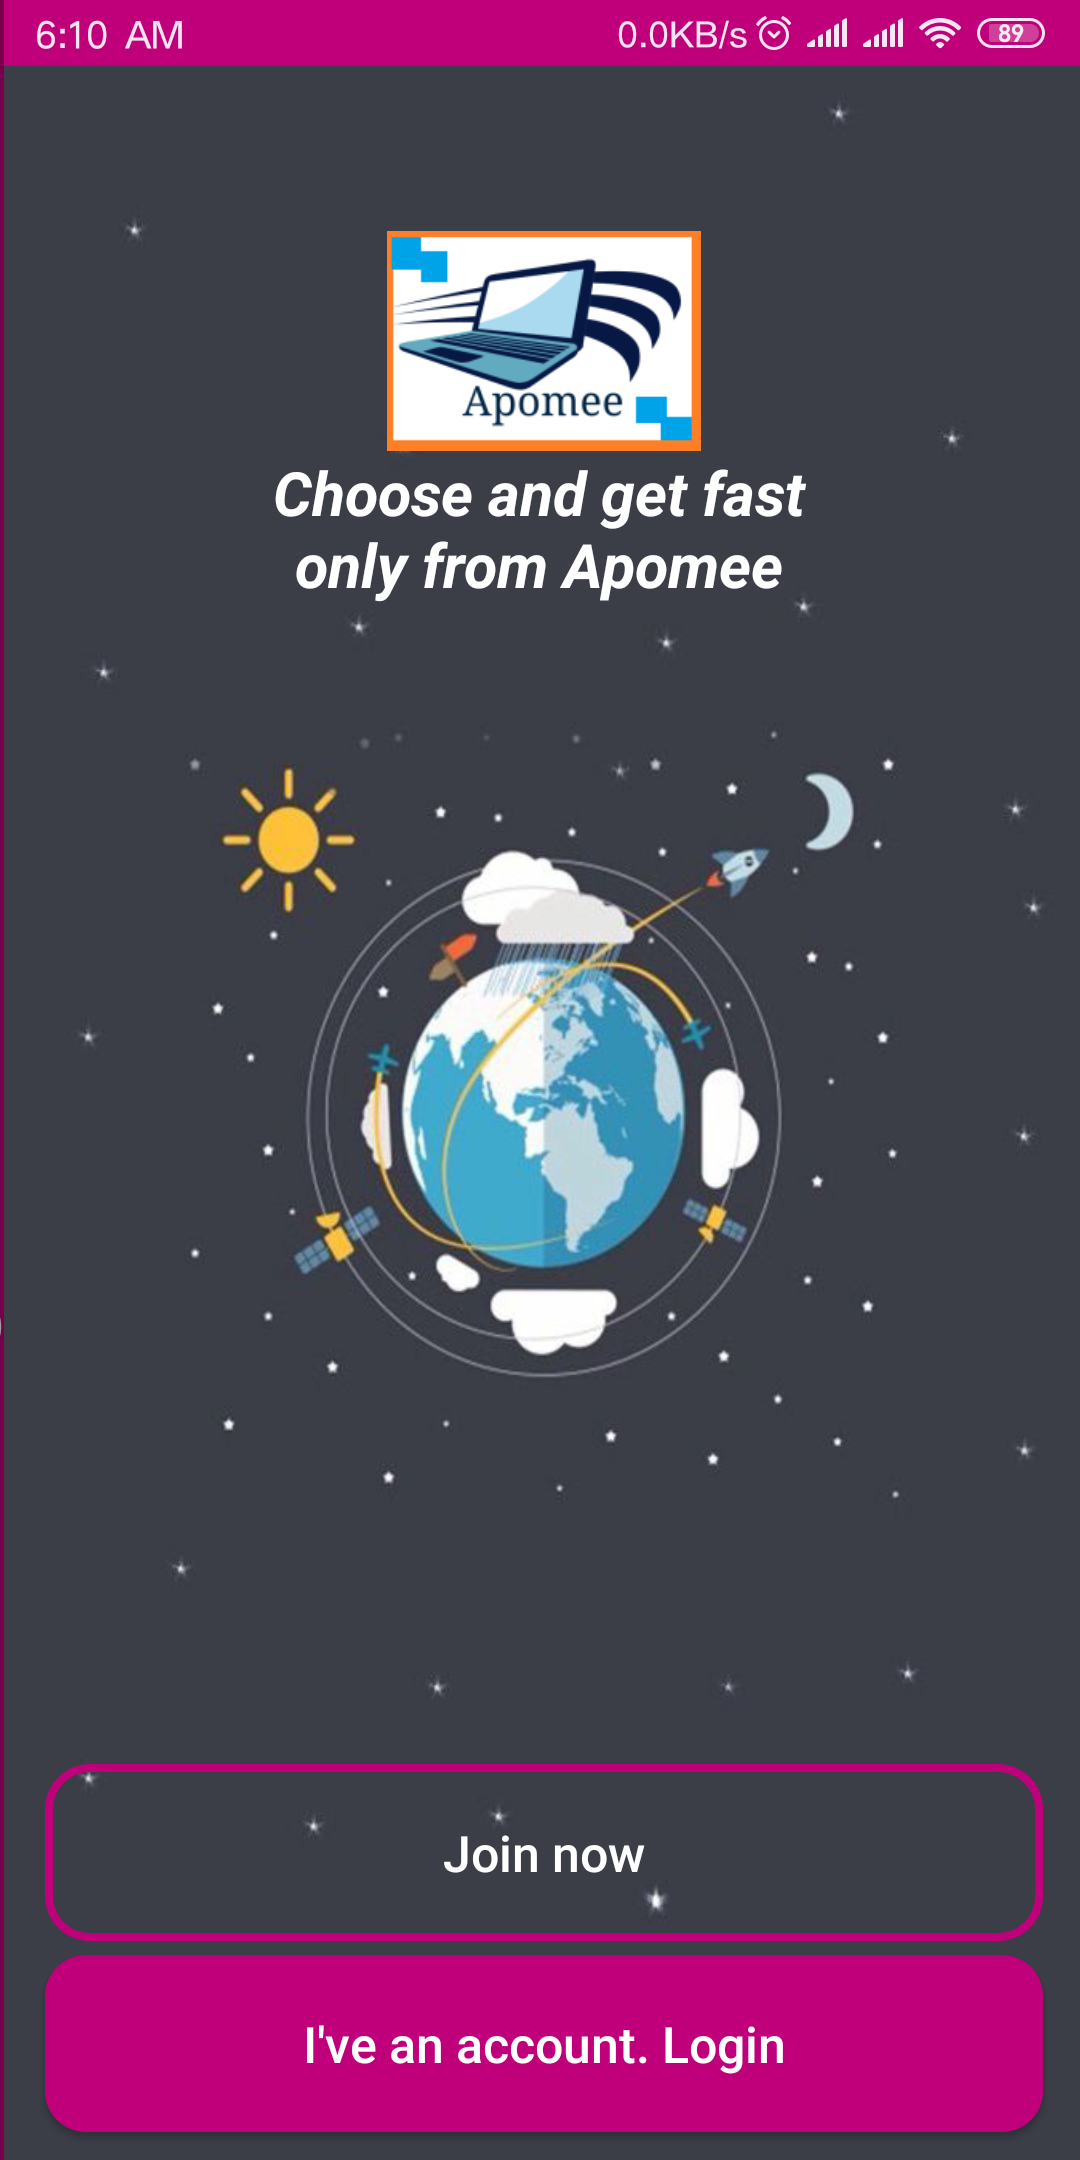 6:10 AM 0.0KB/s 89
Apomee
Choose and get fast
only from Apomee
Join now
I've an account. Login